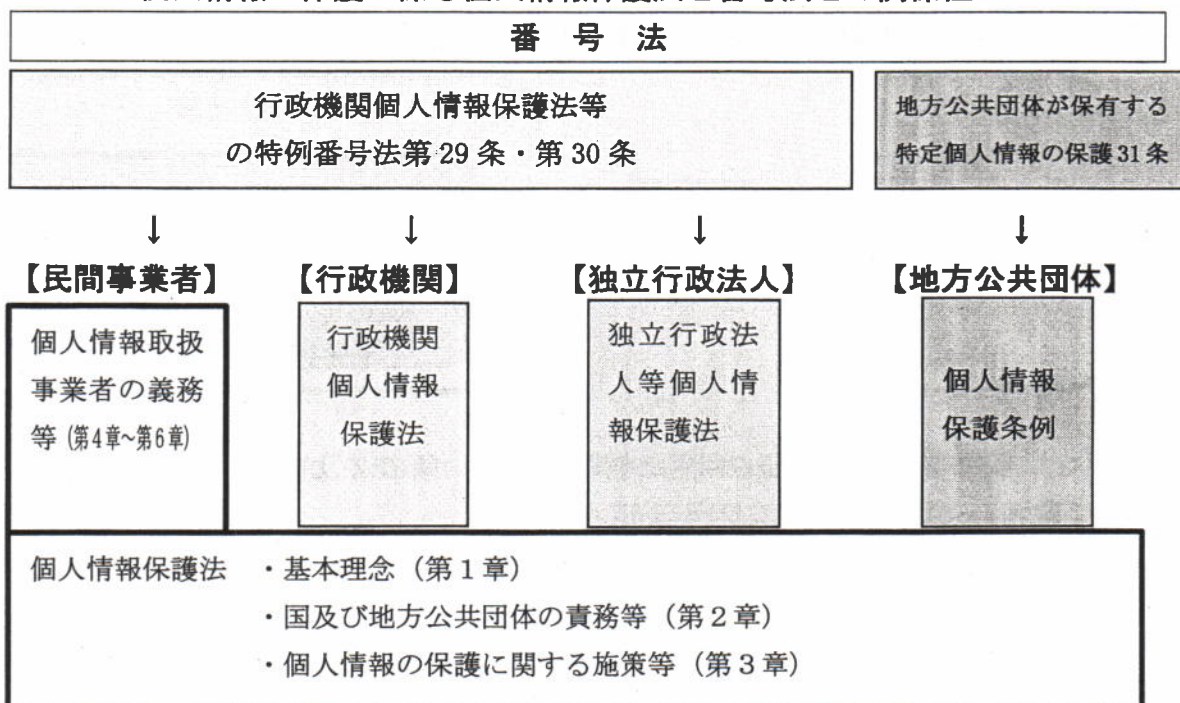 番号法
行政機関個人情報保護法等
の特例番号法第29条・第30条
地方公共団体が保有する
特定個人情報の保護31条
↓ ↓ ↓ ↓
【民間事業者】 【行政機関】 【独立行政法人】 【地方公共団体】
個人情報取扱
事業者の義務
等(第4章~第6章)
行政機関
個人情報
保護法
独立行政法
人等個人情
報保護法
個人情報
保護条例
個人情報保護法 ・基本理念(第1章)
・国及び地方公共団体の責務等(第2章)
・個人情報の保護に関する施策等(第3章)